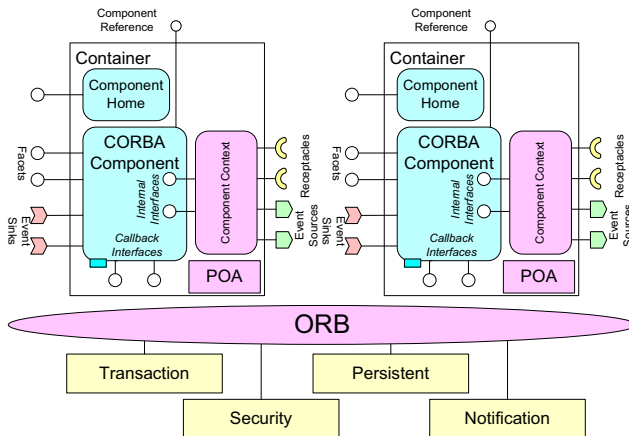 Component
Reference
Container
Component
Home
CORBA
Component
Facets
Internal
Interfaces
Component Context
Receptacles
Event
Sinks
Event
Sources
Callback
Interfaces
POA
Component
Reference
Container
Component
Home
CORBA
Component
Facets
Internal
Interfaces
Component Context
Receptacles
Event
Sinks
Event
Sources
Callback
Interfaces
POA
ORB
Transaction
Persistent
Security
Notification